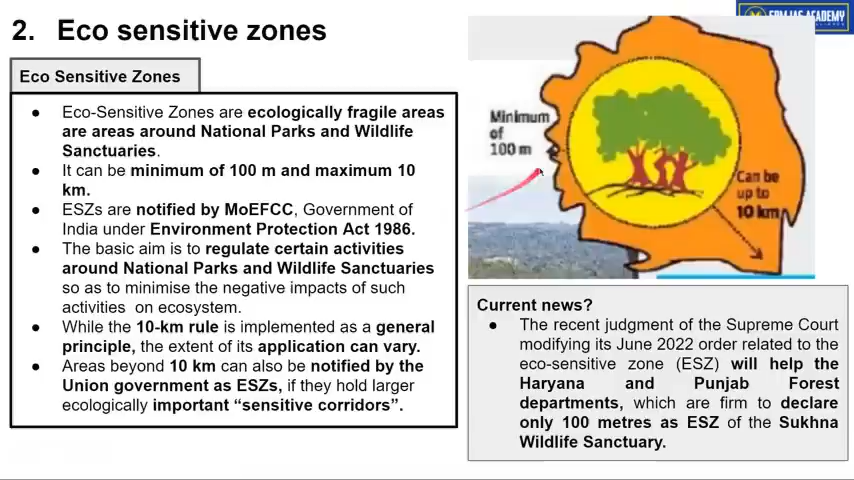 2. Eco sensitive zones
Eco Sensitive Zones
● Eco-Sensitive Zones are ecologically fragile areas
are areas around National Parks and Wildlife
Sanctuaries.
● It can be minimum of 100 m and maximum 10
km.
● ESZs are notified by MoEFCC, Government of
India under Environment Protection Act 1986.
● The basic aim is to regulate certain activities
around National Parks and Wildlife Sanctuaries
so as to minimise the negative impacts of such
activities on ecosystem.
● While the 10-km rule is implemented as a general
principle, the extent of its application can vary.
● Areas beyond 10 km can also be notified by the
Union government as ESZs, if they hold larger
ecologically important “sensitive corridors”.
Minimum
of
100 m
Can be
up to
10 km
Current news?
● The recent judgment of the Supreme Court
modifying its June 2022 order related to the
eco-sensitive zone (ESZ) will help the
Haryana and Punjab Forest
departments, which are firm to declare
only 100 metres as ESZ of the Sukhna
Wildlife Sanctuary.